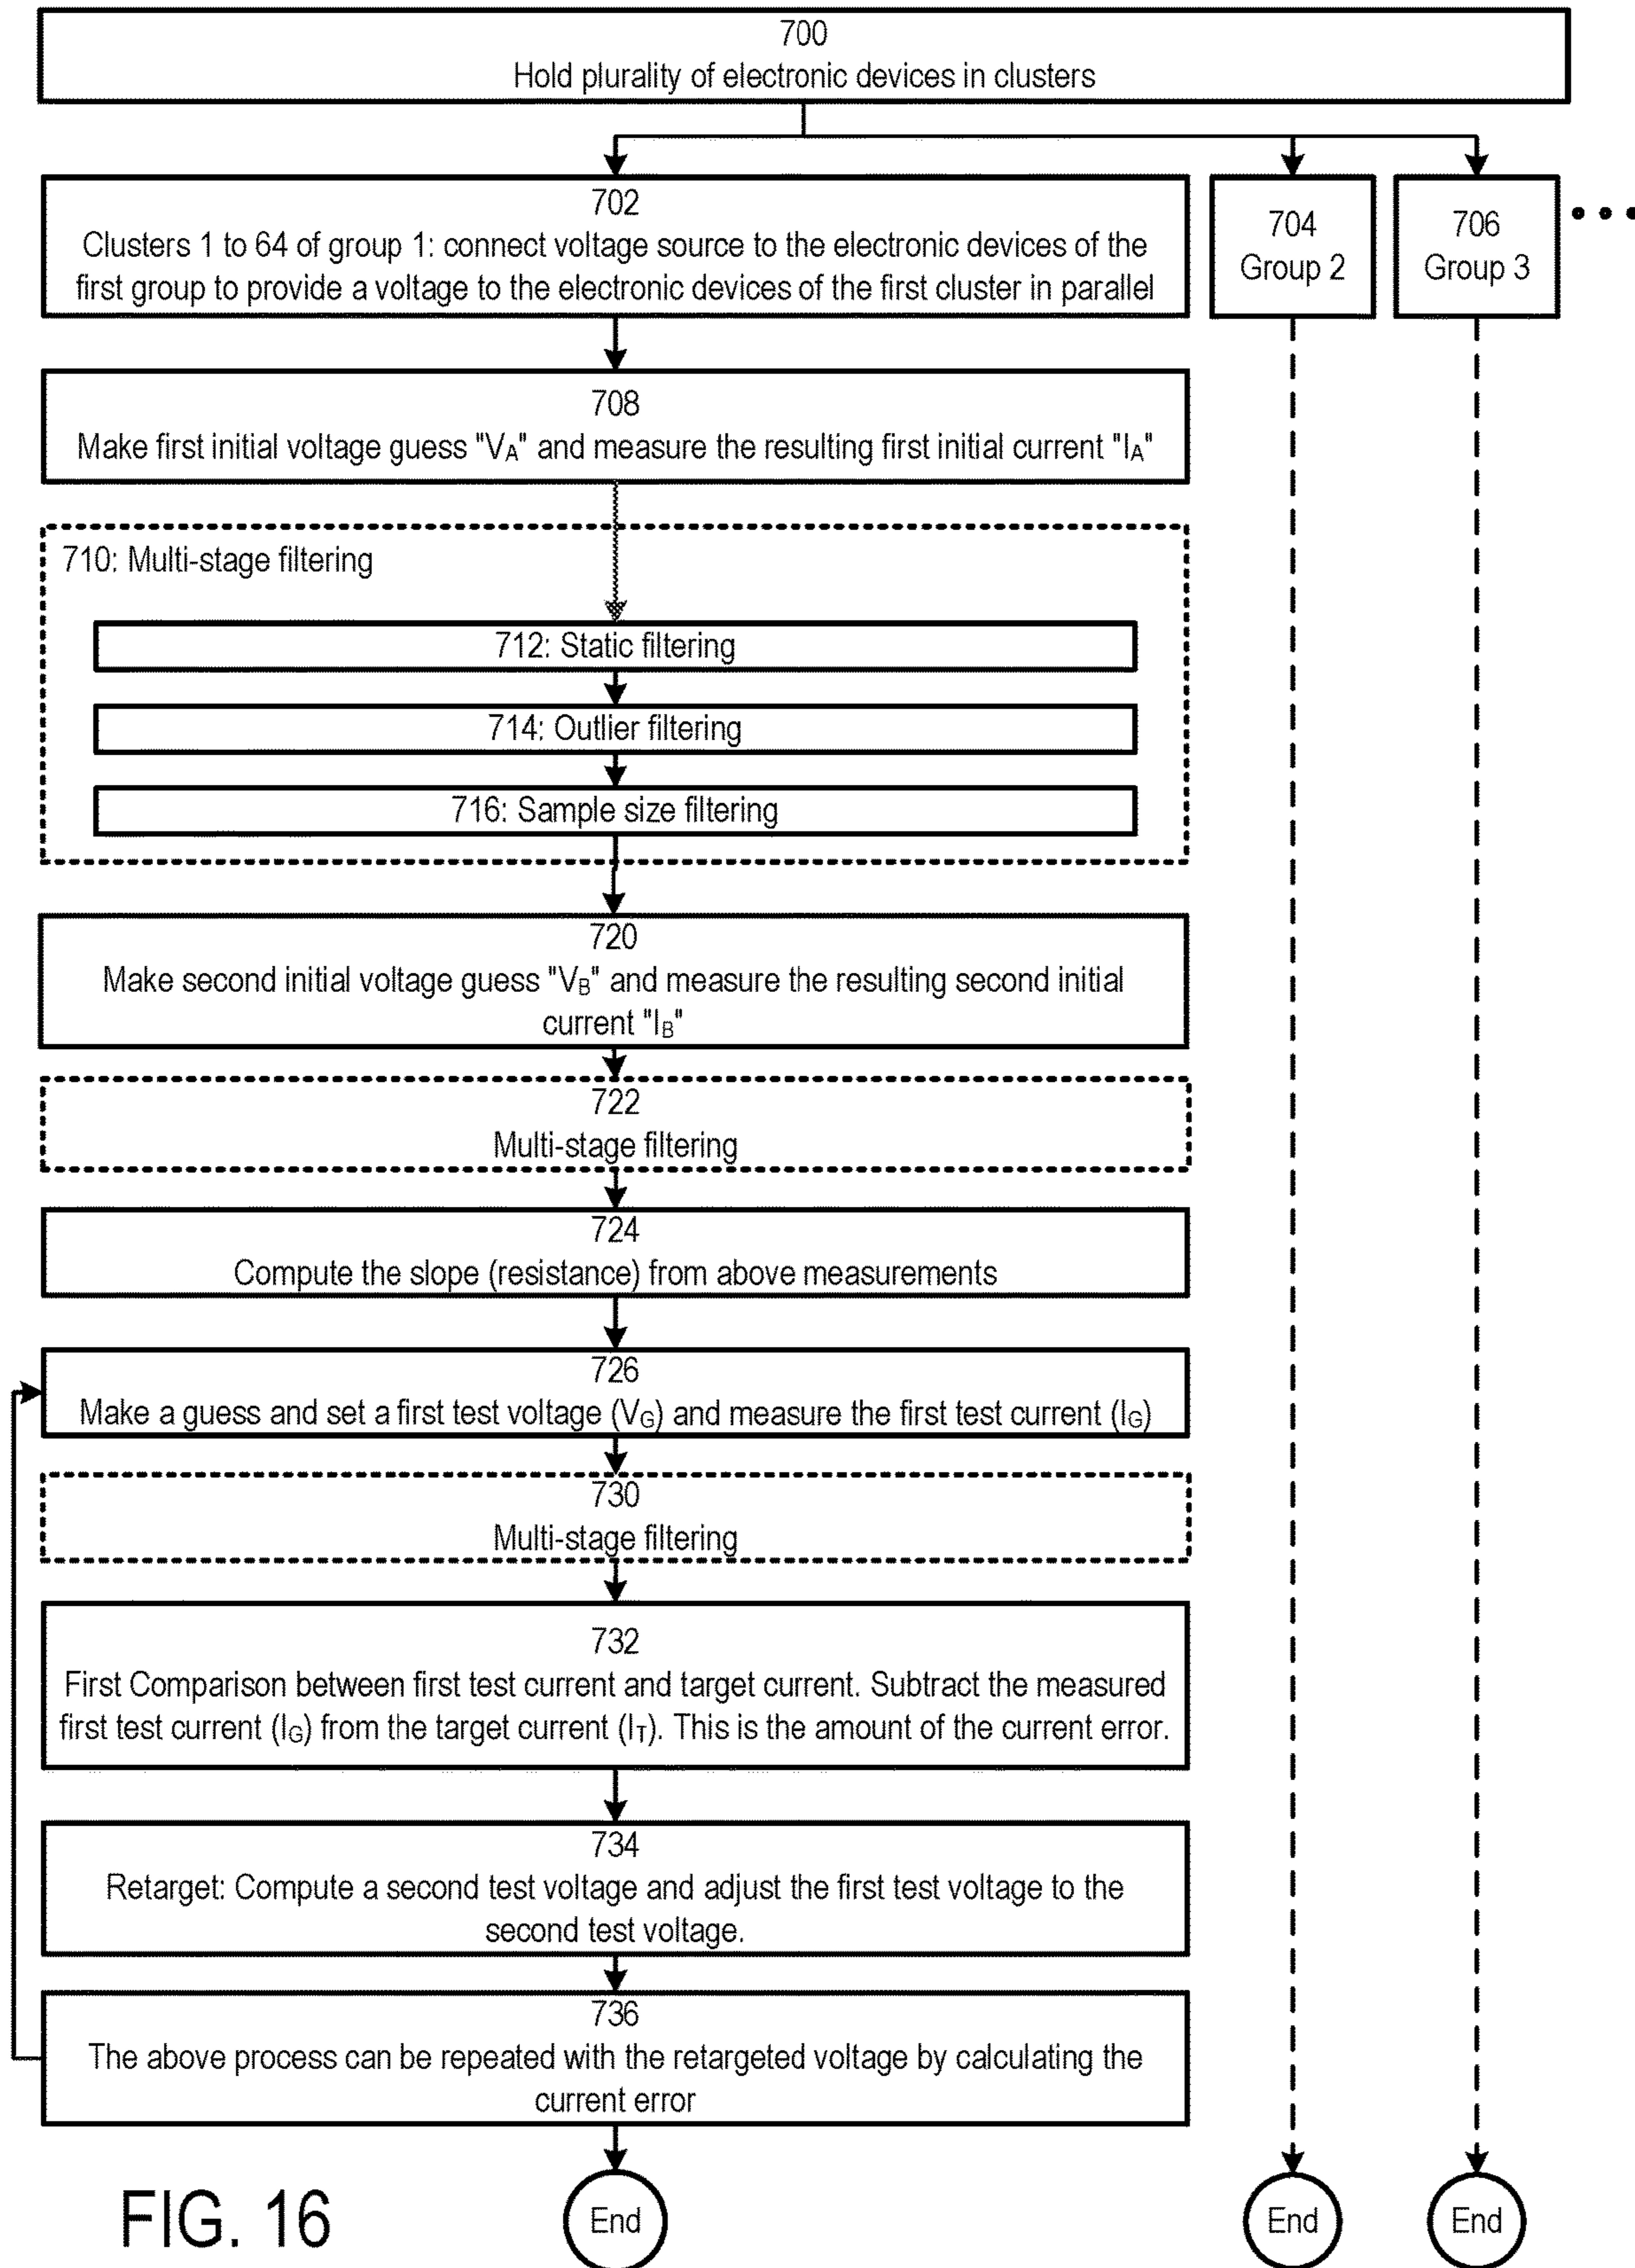 700
Hold plurality of electronic devices in clusters
702
Clusters 1 to 64 of group 1: connect voltage source to the electronic devices of the
first group to provide a voltage to the electronic devices of the first cluster in parallel
704
Group 2
706
Group 3
• • •
708
Make first initial voltage guess "VA" and measure the resulting first initial current "IA"
710: Multi-stage filtering
712: Static filtering
714: Outlier filtering
716: Sample size filtering
720
Make second initial voltage guess "VB" and measure the resulting second initial
current "IB"
722
Multi-stage filtering
724
Compute the slope (resistance) from above measurements
726
Make a guess and set a first test voltage (VG) and measure the first test current (IG)
730
Multi-stage filtering
732
First Comparison between first test current and target current. Subtract the measured
first test current (IG) from the target current (IT). This is the amount of the current error.
734
Retarget: Compute a second test voltage and adjust the first test voltage to the
second test voltage.
736
The above process can be repeated with the retargeted voltage by calculating the
current error
End
End
End
FIG. 16